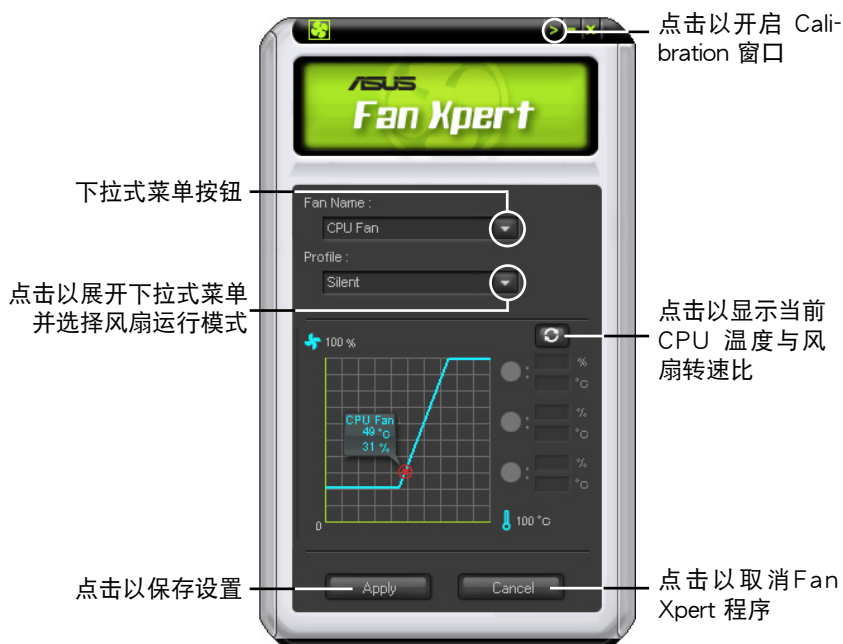 点击以开启 Cali-
bration 窗口
ASUS
Fan Xpert
下拉式菜单按钮
Fan Name :
CPU Fan
Profile :
点击以展开下拉式菜单
并选择风扇运行模式
Silent
点击以显示当前
CPU 温度与风
扇转速比
100 %
%
°C
CPU Fan
49 °C
31 %
%
°C
%
°C
0
100 °C
点击以保存设置
Apply
Cancel
点击以取消Fan
Xpert 程序